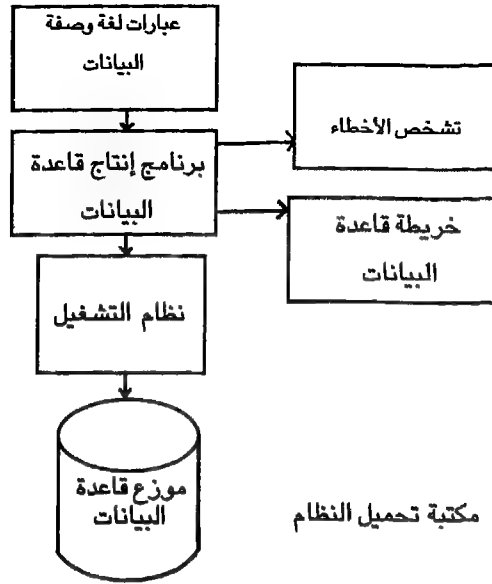 عبارات لغة وصفة
البيانات
تشخص الأخطاء
برنامج إنتاج قاعدة
البيانات
خريطة قاعدة
البيانات
نظام التشغيل
موزع قاعدة
البيانات
مكتبة تحميل النظام